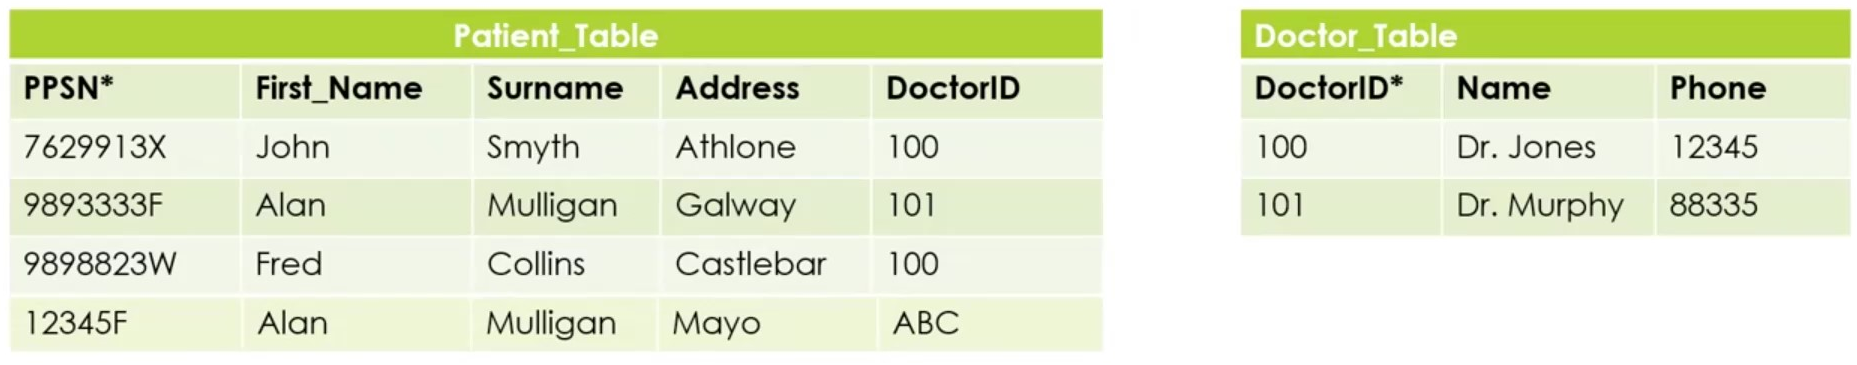 Patient_Table
PPSN* First_Name Surname Address DoctorID
7629913X John Smyth Athlone 100
9893333F Alan Mulligan Galway 101
9898823W Fred Collins Castlebar 100
12345F Alan Mulligan Mayo ABC
Doctor_Table
DoctorID* Name Phone
100 Dr. Jones 12345
101 Dr. Murphy 88335